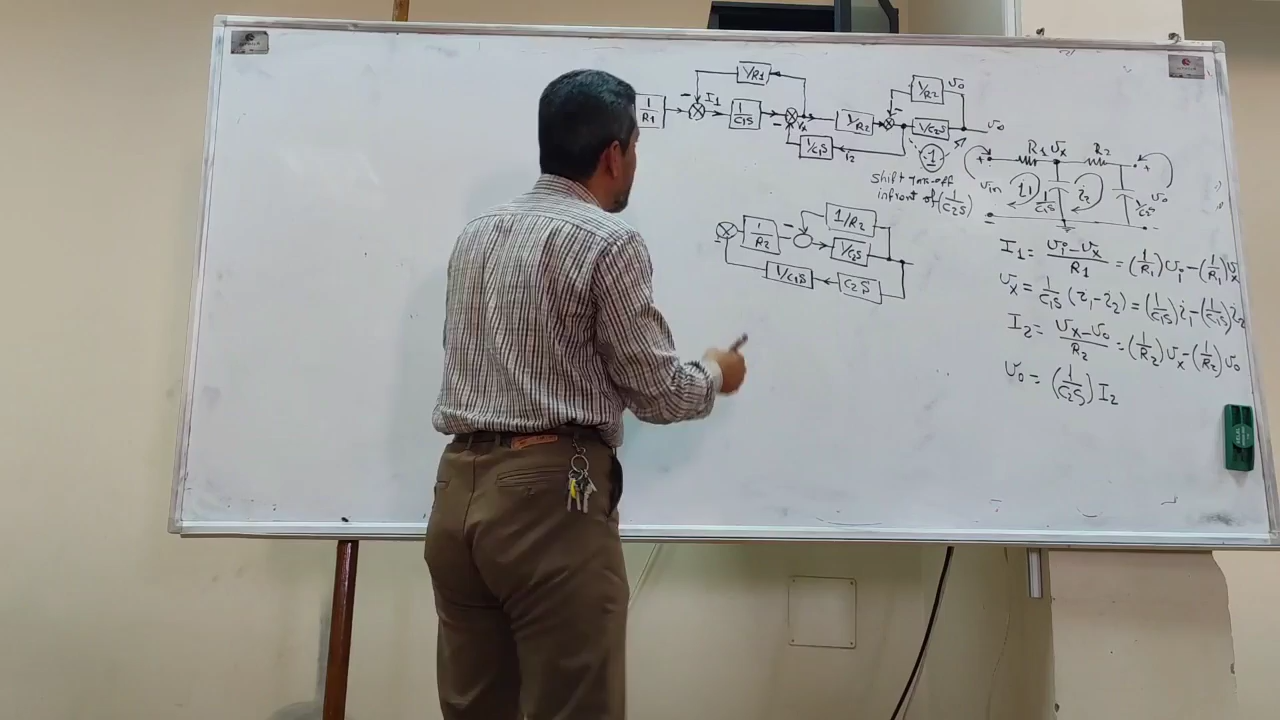 1/R1
1/R1
I1
1/C1S
Vx
1/R2
1/R2
V0
1/C2S
V0
1/C1S
I2
1
shift
infront of (1/C2S)
R1 Vx R2
+
+
Vin
i1
1/C1S
i2
V0
-
1/R2
1/R2
1/C2S
1/C1S
C2S
I1 = Vi-Vx/R1 = (1/R1)Vi-(1/R1)Vx
Vx = 1/C1S (i1-i2) = (1/C1S)i1-(1/C1S)i2
I2 = Vx-V0/R2 = (1/R2)Vx-(1/R2)V0
V0 = (1/C2S) I2